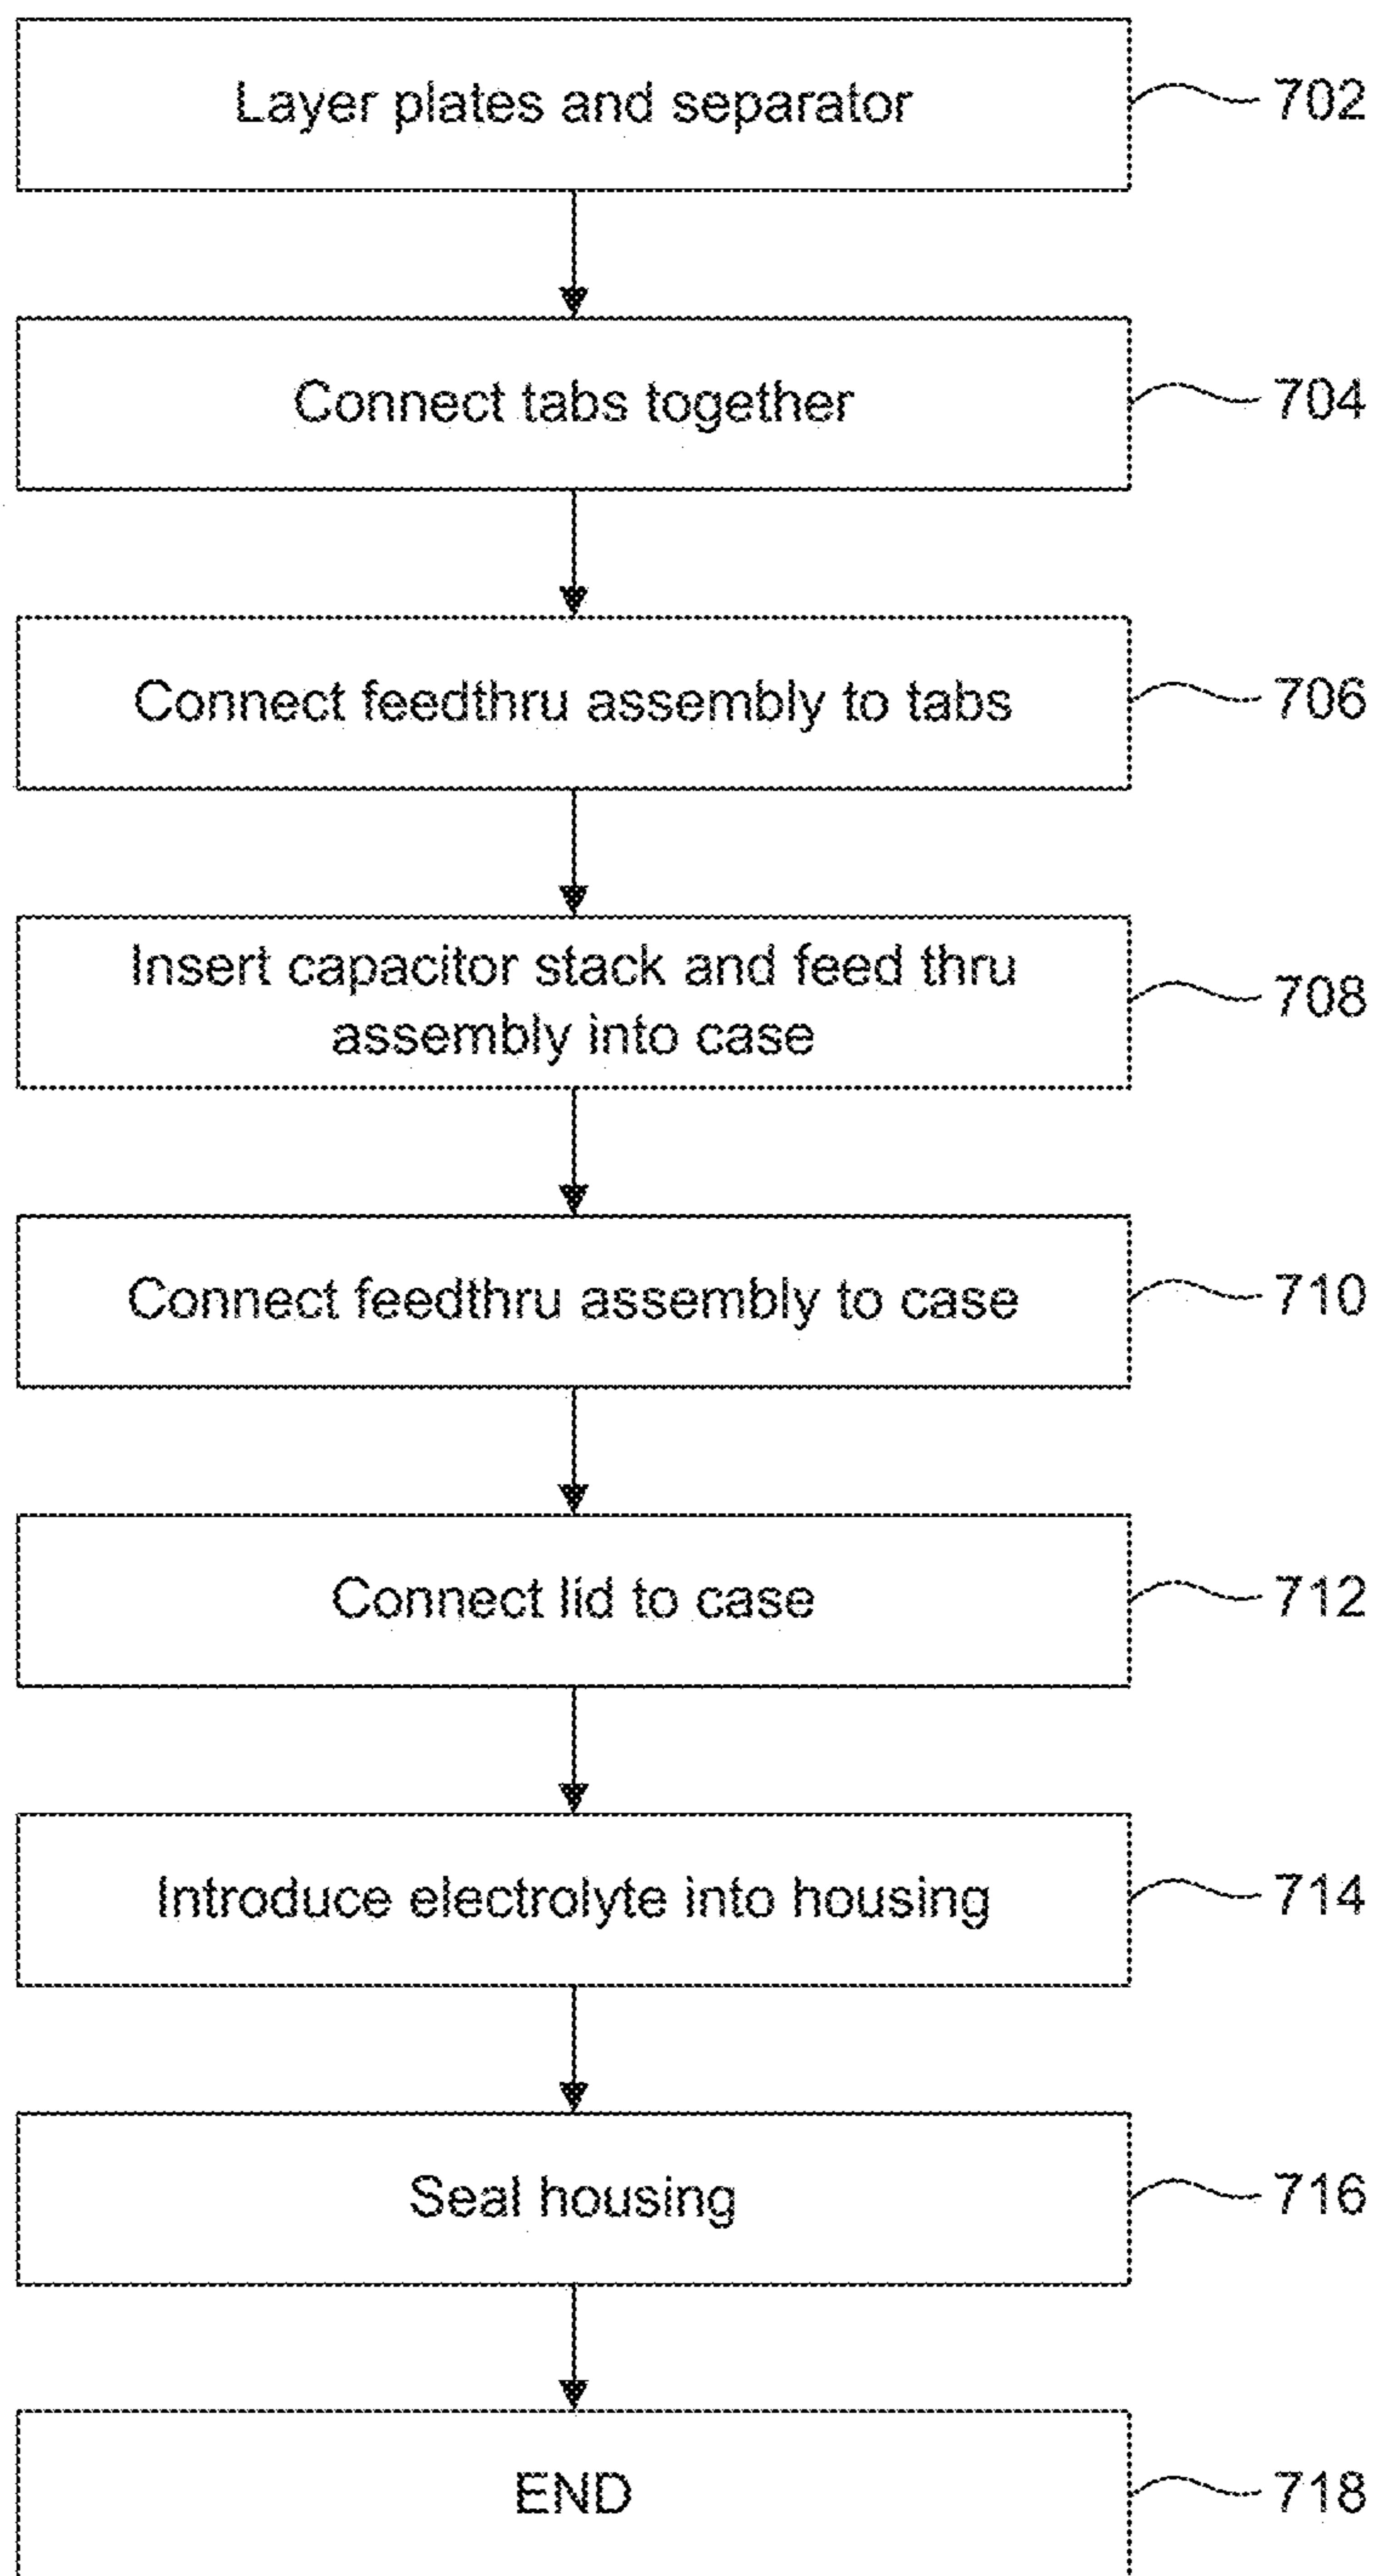 Layer plates and separator
702
Connect tabs together
704
Connect feedthru assembly to tabs
706
Insert capacitor stack and feed thru
assembly into case
708
Connect feedthru assembly to case
710
Connect lid to case
712
Introduce electrolyte into housing
714
Seal housing
716
END
718